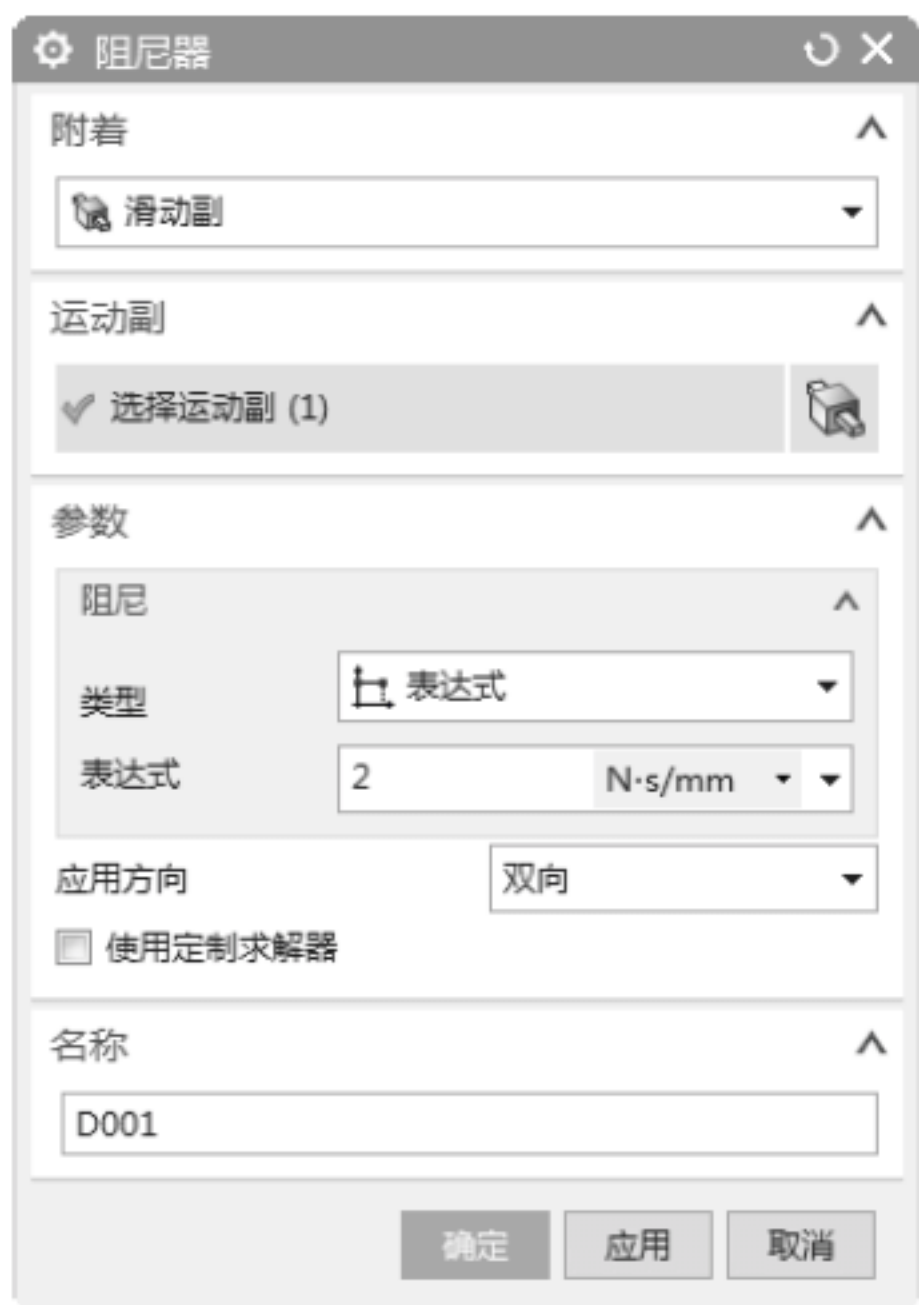 阻尼器
附着
滑动副
运动副
选择运动副 (1)
参数
阻尼
类型 表达式
表达式 2 N·s/mm
应用方向 双向
使用定制求解器
名称
D001
确定 应用 取消